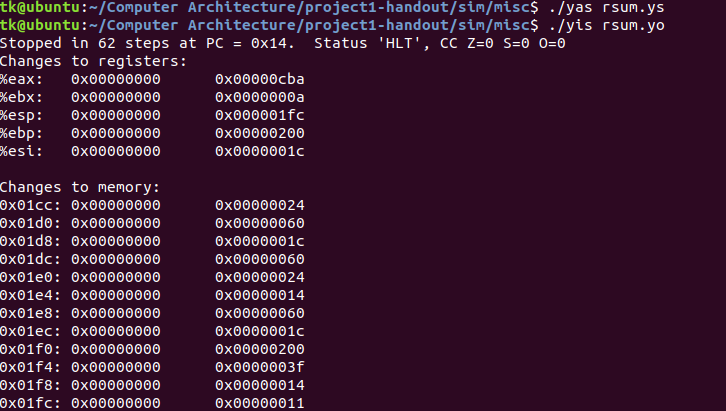 tk@ubuntu:~/Computer Architecture/project1-handout/sim/misc$ ./yas rsum.ys
tk@ubuntu:~/Computer Architecture/project1-handout/sim/misc$ ./yis rsum.yo
Stopped in 62 steps at PC = 0x14.  Status 'HLT', CC Z=0 S=0 O=0
Changes to registers:
%eax:   0x00000000      0x00000cba
%ebx:   0x00000000      0x0000000a
%esp:   0x00000000      0x000001fc
%ebp:   0x00000000      0x00000200
%esi:   0x00000000      0x0000001c

Changes to memory:
0x01cc: 0x00000000      0x00000024
0x01d0: 0x00000000      0x00000060
0x01d8: 0x00000000      0x0000001c
0x01dc: 0x00000000      0x00000060
0x01e0: 0x00000000      0x00000024
0x01e4: 0x00000000      0x00000014
0x01e8: 0x00000000      0x00000060
0x01ec: 0x00000000      0x0000001c
0x01f0: 0x00000000      0x00000200
0x01f4: 0x00000000      0x0000003f
0x01f8: 0x00000000      0x00000014
0x01fc: 0x00000000      0x00000011